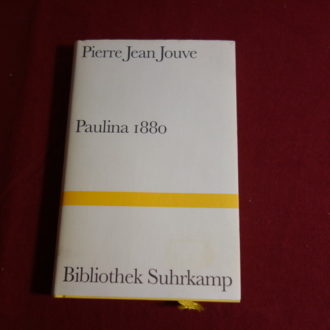 Pierre Jean Jouve
Paulina 1880
Bibliothek Suhrkamp